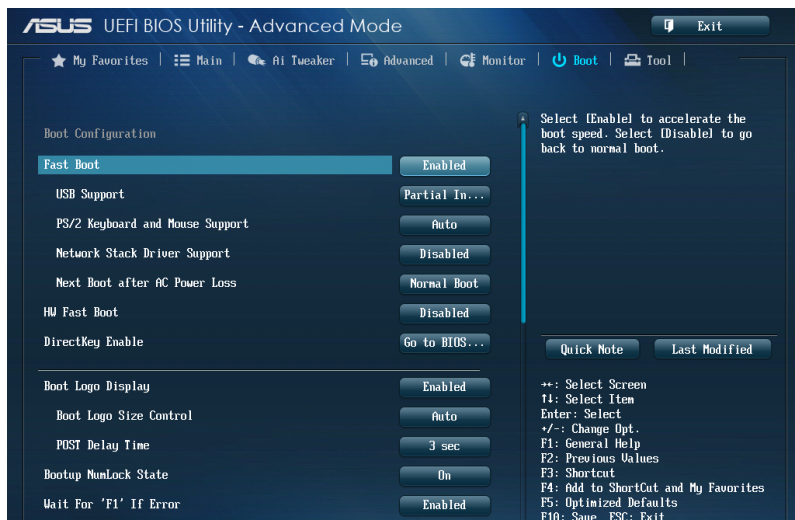 ASUS UEFI BIOS Utility - Advanced Mode
Exit
My Favorites
Main
Ai Tweaker
Advanced
Monitor
Boot
Tool
Boot Configuration
Fast Boot Enabled
USB Support Partial In...
PS/2 Keyboard and Mouse Support Auto
Network Stack Driver Support Disabled
Next Boot after AC Power Loss Normal Boot
HW Fast Boot Disabled
DirectKey Enable Go to BIOS...
Boot Logo Display Enabled
Boot Logo Size Control Auto
POST Delay Time 3 sec
Bootup NumLock State On
Wait For 'F1' If Error Enabled
Select [Enable] to accelerate the
boot speed. Select [Disable] to go
back to normal boot.
Quick Note
Last Modified
→←: Select Screen
↑↓: Select Item
Enter: Select
+/-: Change Opt.
F1: General Help
F2: Previous Values
F3: Shortcut
F4: Add to ShortCut and My Favorites
F5: Optimized Defaults
F10: Save ESC: Exit